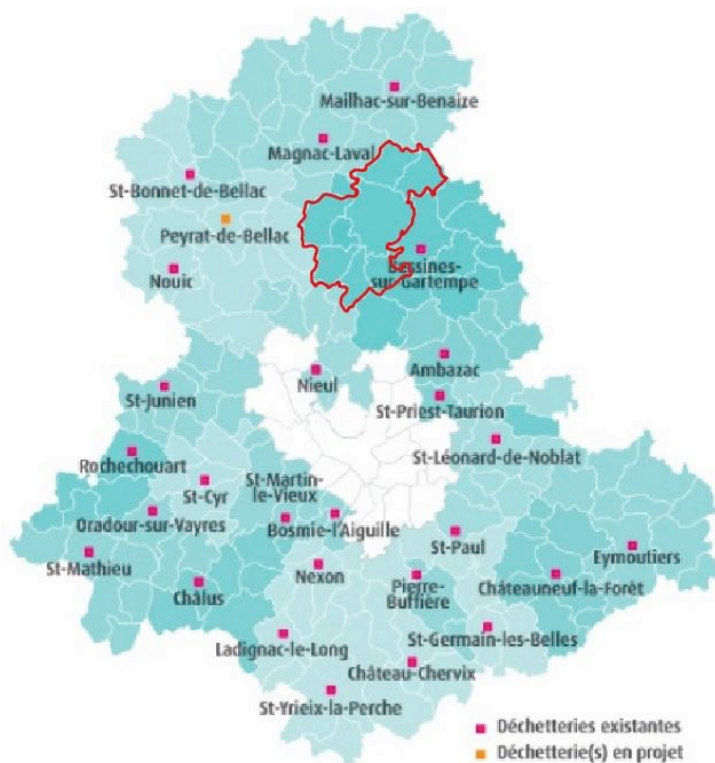 Mailhac-sur-Benaize
Magnac-Laval
St-Bonnet-de-Bellac
Peyrat-de-Bellac
Bessines-
sur-Gartempe
Nouic
Ambazac
Nieul
St-Junien
St-Priest-Taurion
St-Léonard-de-Noblat
Rochechouart
St-Martin-
le-Vieux
St-Cyr
Oradour-sur-Vayres
Bosmie-l'Aiguille
St-Paul
Eymoutiers
St-Mathieu
Nexon
Pierre-
Buffière
Châteauneuf-la-Forêt
Châlus
St-Germain-les-Belles
Ladignac-le-Long
Château-Chervix
St-Yrieix-la-Perche
Déchetteries existantes
Déchetterie(s) en projet